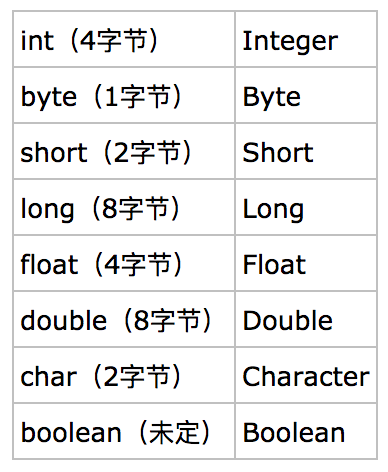 int（4字节） Integer
byte（1字节） Byte
short（2字节） Short
long（8字节） Long
float（4字节） Float
double（8字节） Double
char（2字节） Character
boolean（未定） Boolean